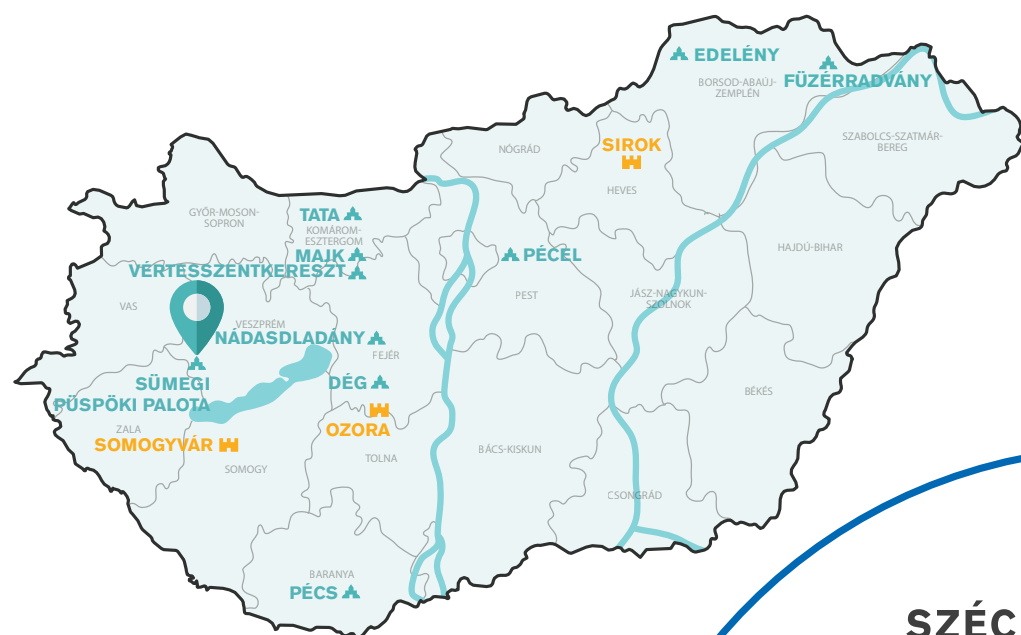 EDELÉNY
BORSOD-ABAÚJ-
ZEMPLÉN
FÜZÉRRADVÁNY
SZABOLCS-SZATMÁR-
BEREG
NÓGRÁD
SIROK
HEVES
GYŐR-MOSON-
SOPRON
TATA
KOMÁROM-
ESZTERGOM
MAJK
VÉRTESSZENTKERESZT
PÉCEL
HAJDÚ-BIHAR
VAS
PEST
JÁSZ-NAGYKUN-
SZOLNOK
VESZPRÉM
NÁDASDLADÁNY
FEJÉR
SÜMEGI
PÜSPÖKI PALOTA
DÉG
BÉKÉS
ZALA
OZORA
SOMOGYVÁR
SOMOGY
TOLNA
BÁCS-KISKUN
CSONGRÁD
BARANYA
PÉCS
SZÉC